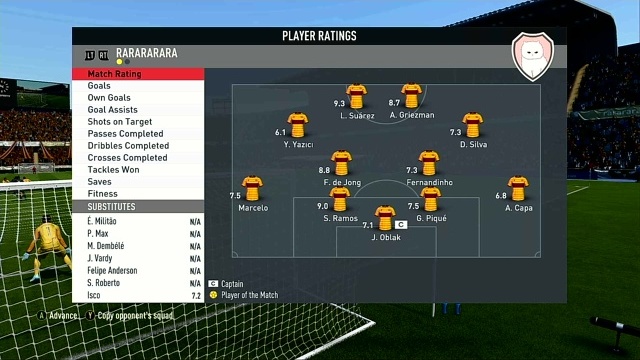 PLAYER RATINGS
LT RT RARARARARA
Match Rating
Goals
Own Goals
Goal Assists
Shots on Target
Passes Completed
Dribbles Completed
Crosses Completed
Tackles Won
Saves
Fitness
SUBSTITUTES
É. Militão N/A
P. Max N/A
M. Dembélé N/A
J. Vardy N/A
Felipe Anderson N/A
S. Roberto N/A
Isco 7.2
9.3 8.7
L. Suárez A. Griezman
6.1 7.3
Y. Yazici D. Silva
8.8 7.3
F. de Jong Fernandinho
7.5 9.0 7.5 6.8
Marcelo S. Ramos G. Piqué A. Capa
7.1 C
J. Oblak
C Captain
Player of the Match
A Advance Y Copy opponent's squad